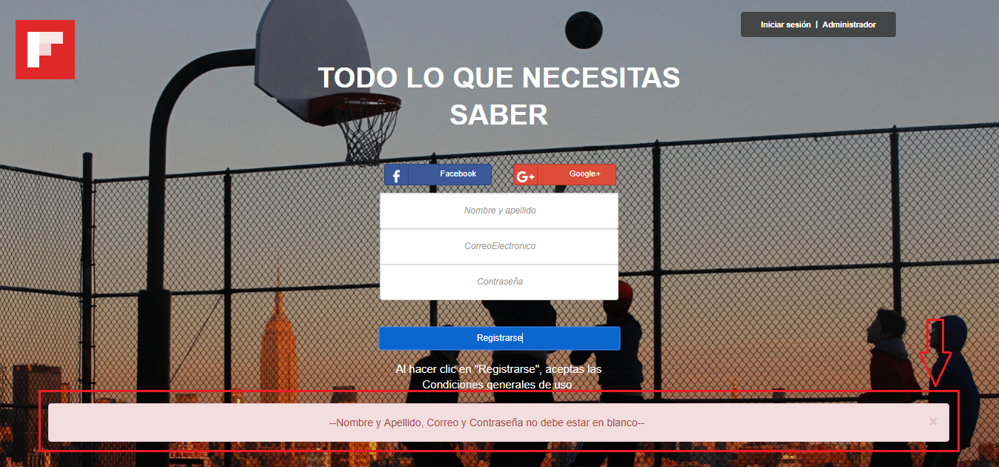 Iniciar sesión | Administrador
TODO LO QUE NECESITAS
SABER
Facebook
G+ Google+
Nombre y apellido
CorreoElectronico
Contraseña
Registrarse
Al hacer clic en "Registrarse", aceptas las
Condiciones generales de uso.
--Nombre y Apellido, Correo y Contraseña no debe estar en blanco--
×